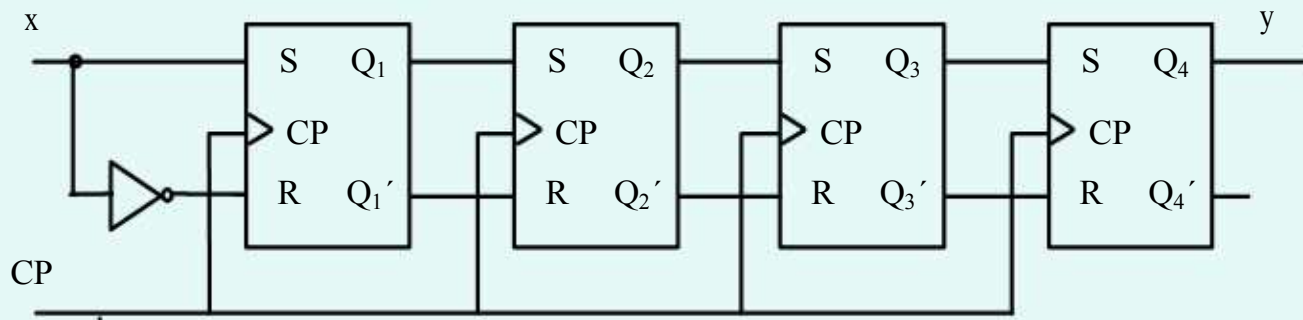 x y
S Q₁ S Q₂ S Q₃ S Q₄
CP CP CP CP
R Q₁´ R Q₂´ R Q₃´ R Q₄´
CP